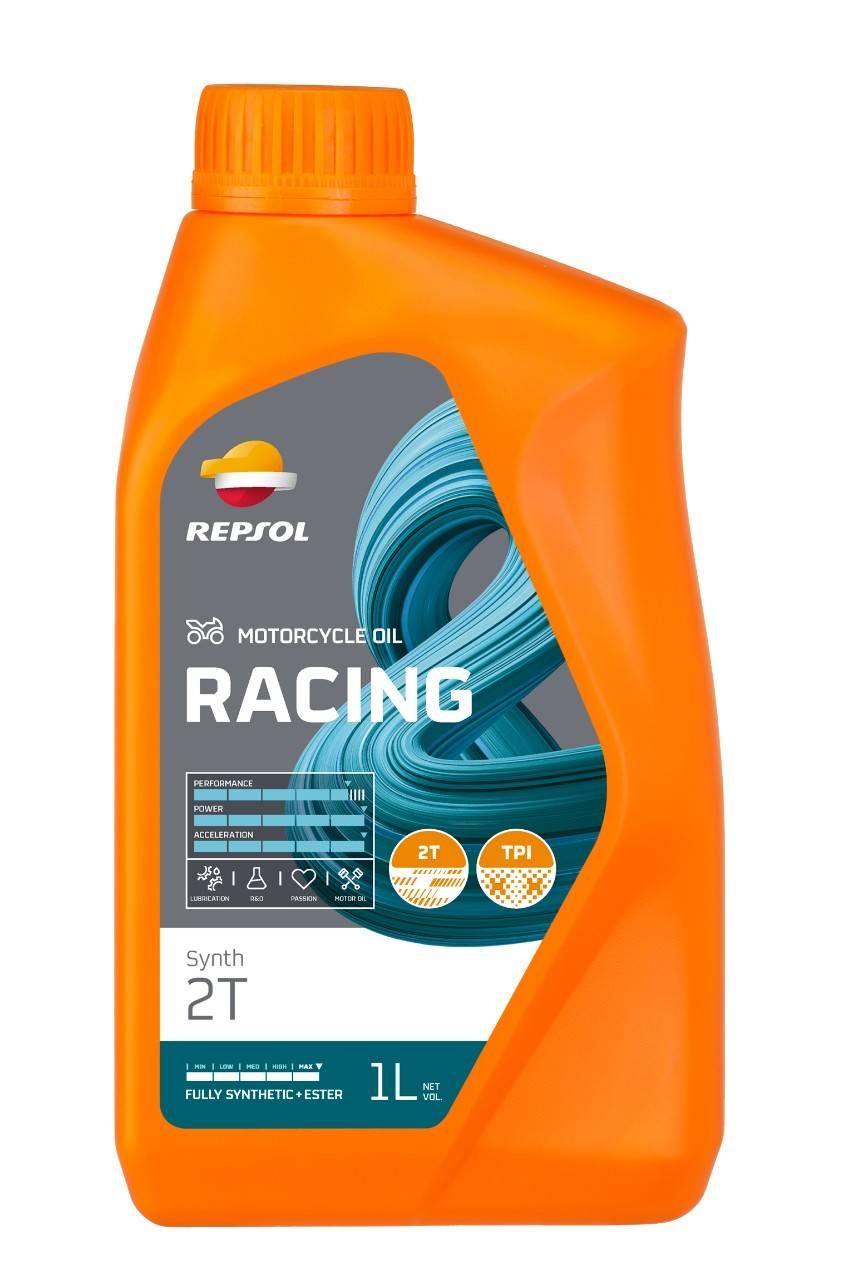 REPSOL
MOTORCYCLE OIL
RACING
PERFORMANCE
POWER
ACCELERATION
LUBRICATION
R&D
PASSION
MOTOR OIL
2T
TPI
Synth
2T
MIN LOW MED HIGH MAX
FULLY SYNTHETIC + ESTER
1L NET VOL.